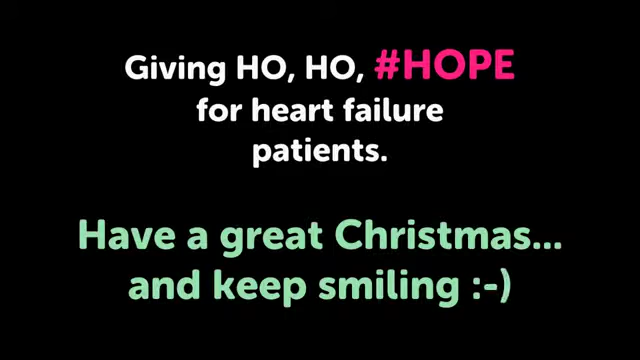 Giving HO, HO, #HOPE
for heart failure
patients.
Have a great Christmas...
and keep smiling :-)